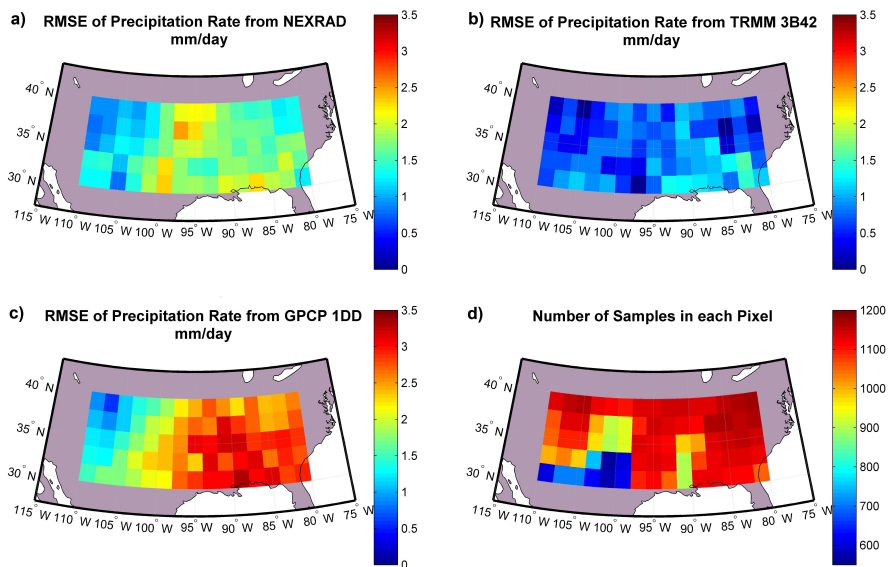 a) RMSE of Precipitation Rate from NEXRAD
mm/day
3.5
3
2.5
2
1.5
1
0.5
0
40° N
35° N
30° N
115° W
110° W
105° W
100° W
95° W
90° W
85° W
80° W
75° W
b) RMSE of Precipitation Rate from TRMM 3B42
mm/day
3.5
3
2.5
2
1.5
1
0.5
0
40° N
35° N
30° N
115° W
110° W
105° W
100° W
95° W
90° W
85° W
80° W
75° W
c) RMSE of Precipitation Rate from GPCP 1DD
mm/day
3.5
3
2.5
2
1.5
1
0.5
0
40° N
35° N
30° N
115° W
110° W
105° W
100° W
95° W
90° W
85° W
80° W
75° W
d) Number of Samples in each Pixel
1200
1100
1000
900
800
700
600
40° N
35° N
30° N
115° W
110° W
105° W
100° W
95° W
90° W
85° W
80° W
75° W